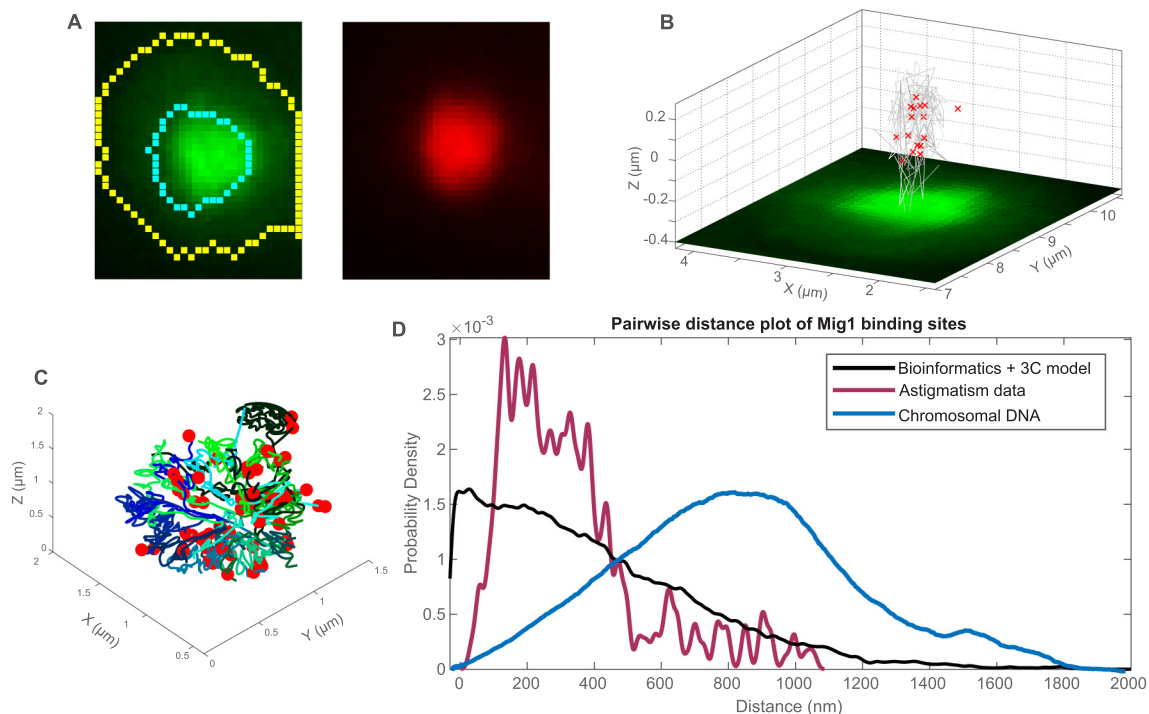 A
B
0.2
0
-0.2
-0.4
Z (μm)
4
3
2
X (μm)
7
8
9
10
Y (μm)
C
2
1.5
1
0.5
0
Z (μm)
2
1.5
1
0.5
X (μm)
0
0.5
1
1.5
Y (μm)
D
×10⁻³
Pairwise distance plot of Mig1 binding sites
3
2.5
2
1.5
1
0.5
0
Probability Density
Bioinformatics + 3C model
Astigmatism data
Chromosomal DNA
0 200 400 600 800 1000 1200 1400 1600 1800 2000
Distance (nm)